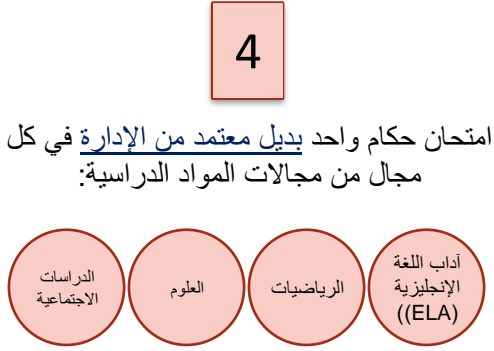 4
امتحان حكام واحد بديل معتمد من الإدارة في كل
مجال من مجالات المواد الدراسية:
آداب اللغة
الإنجليزية
((ELA)
الرياضيات
العلوم
الدراسات
الاجتماعية